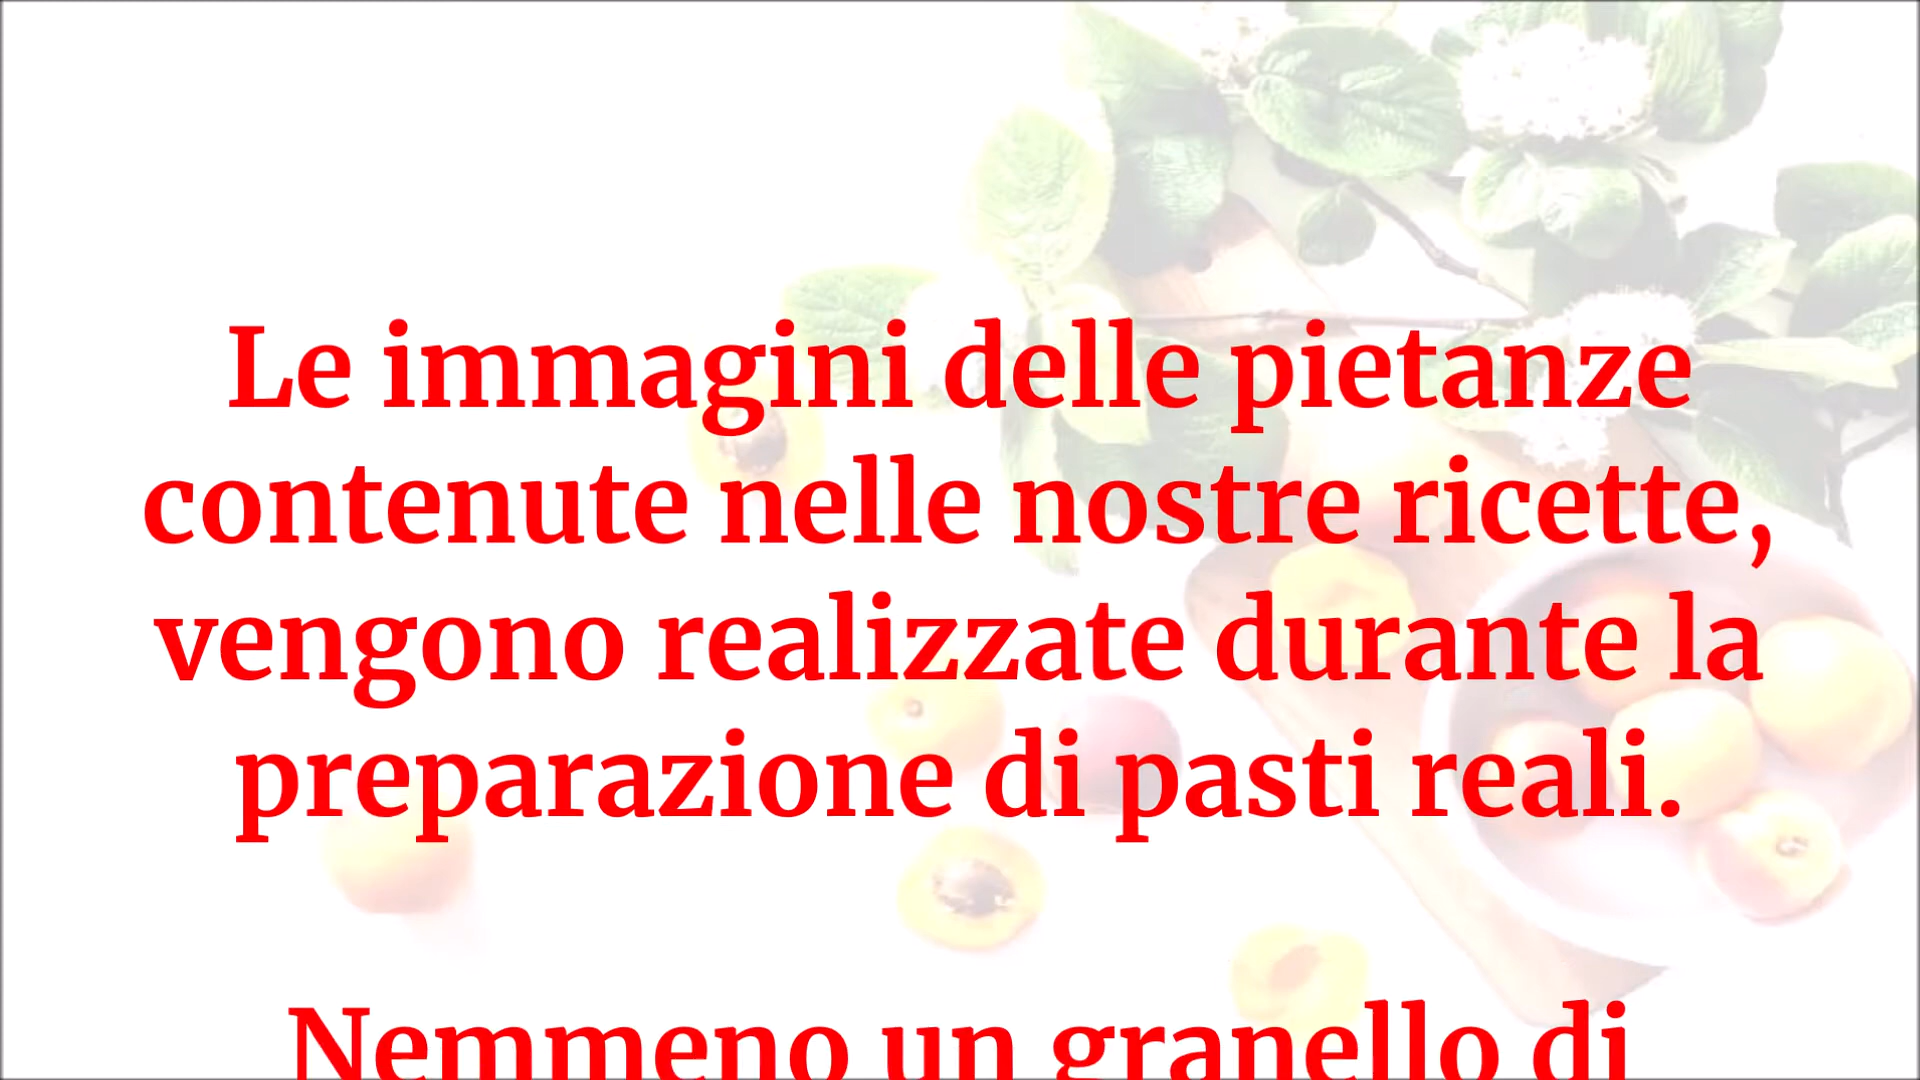 Le immagini delle pietanze
contenute nelle nostre ricette,
vengono realizzate durante la
preparazione di pasti reali.
Nemmeno un granello di